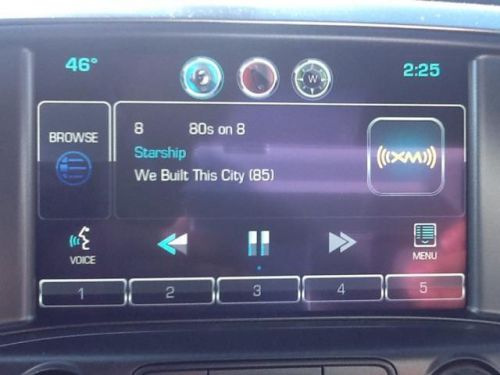 46° W 2:25
BROWSE
8 80s on 8
Starship
We Built This City (85)
((XM))
VOICE
MENU
1 2 3 4 5